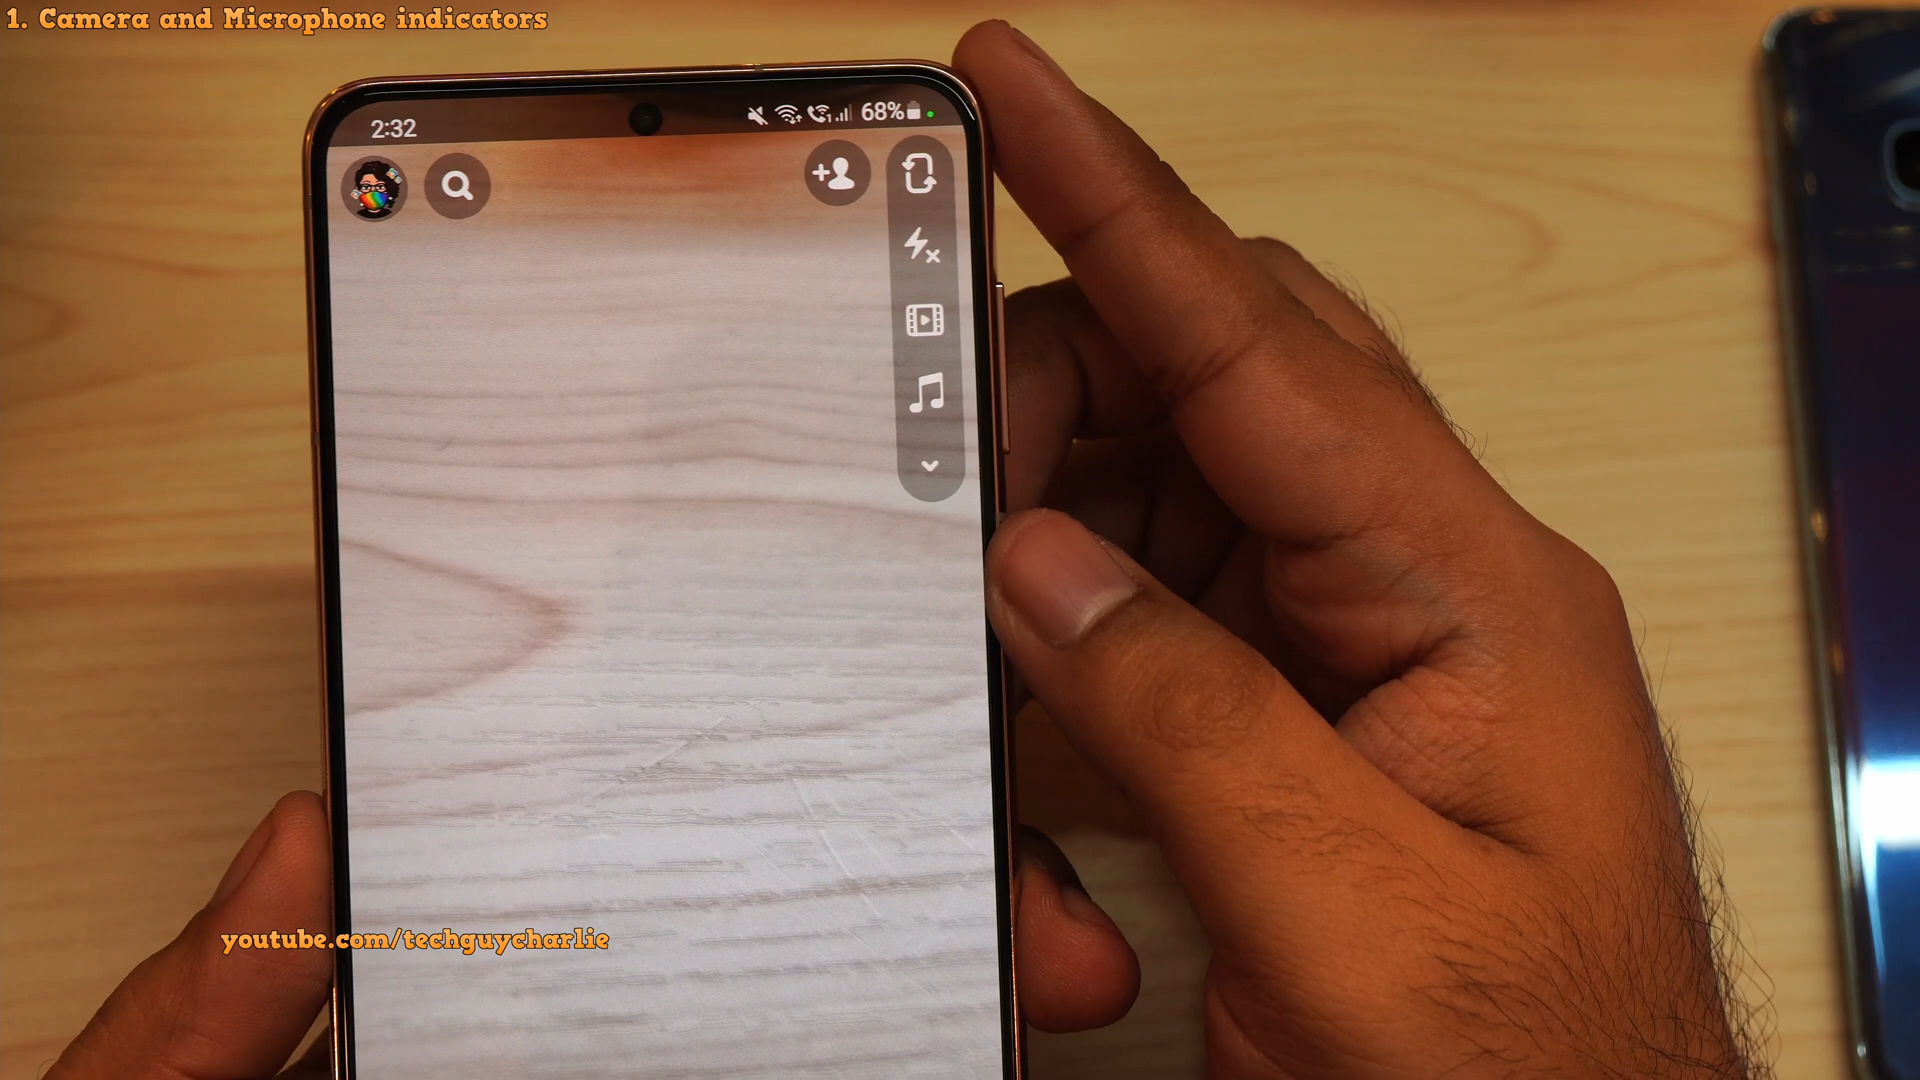 1. Camera and Microphone indicators
2:32
68%
youtube.com/techguycharlie